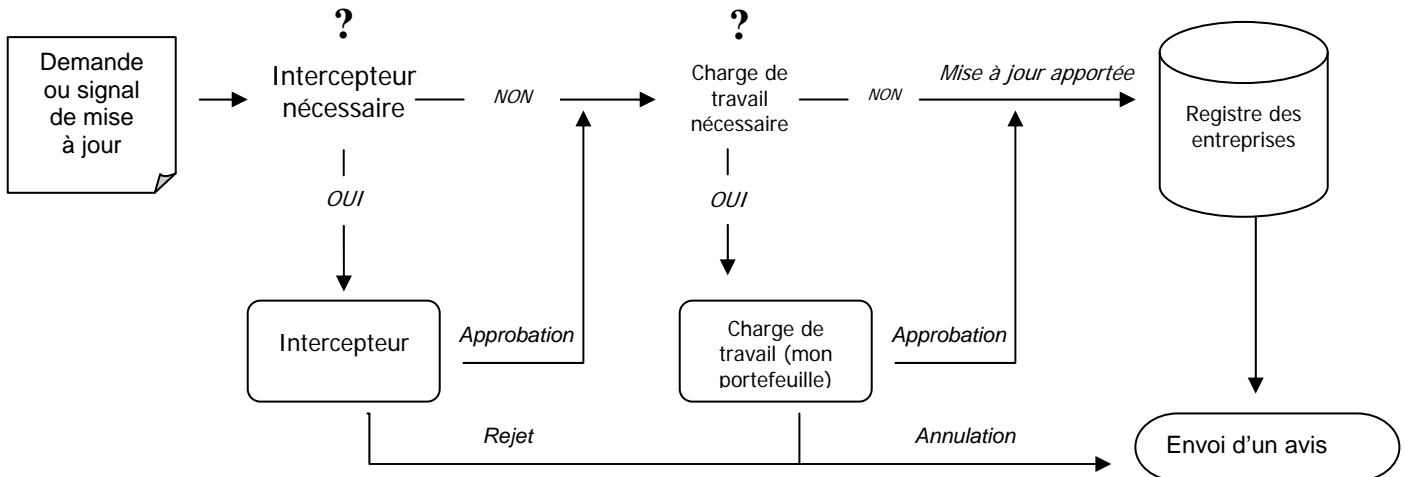 ?
?
Demande
ou signal
de mise
à jour
Intercepteur
nécessaire
NON
Charge de
travail
nécessaire
NON
Mise à jour apportée
Registre des
entreprises
OUI
OUI
Intercepteur
Approbation
Charge de
travail (mon
portefeuille)
Approbation
Rejet
Annulation
Envoi d'un avis